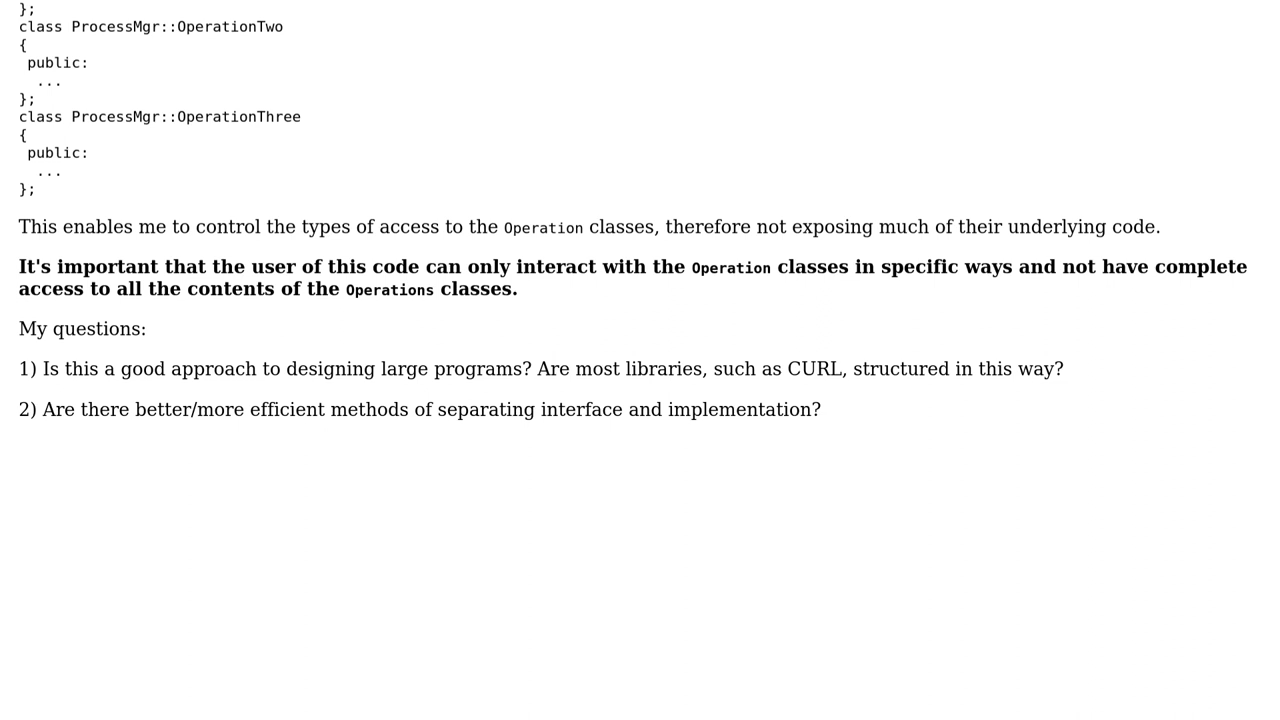 };
class ProcessMgr::OperationTwo
{
 public:
  ...
};
class ProcessMgr::OperationThree
{
 public:
  ...
};
This enables me to control the types of access to the Operation classes, therefore not exposing much of their underlying code.
It's important that the user of this code can only interact with the Operation classes in specific ways and not have complete
access to all the contents of the Operations classes.
My questions:
1) Is this a good approach to designing large programs? Are most libraries, such as CURL, structured in this way?
2) Are there better/more efficient methods of separating interface and implementation?